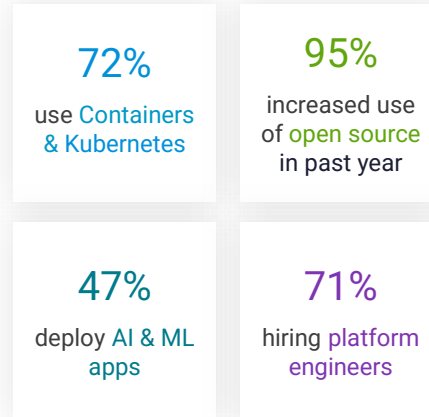 72%
use Containers
& Kubernetes
95%
increased use
of open source
in past year
47%
deploy AI & ML
apps
71%
hiring platform
engineers